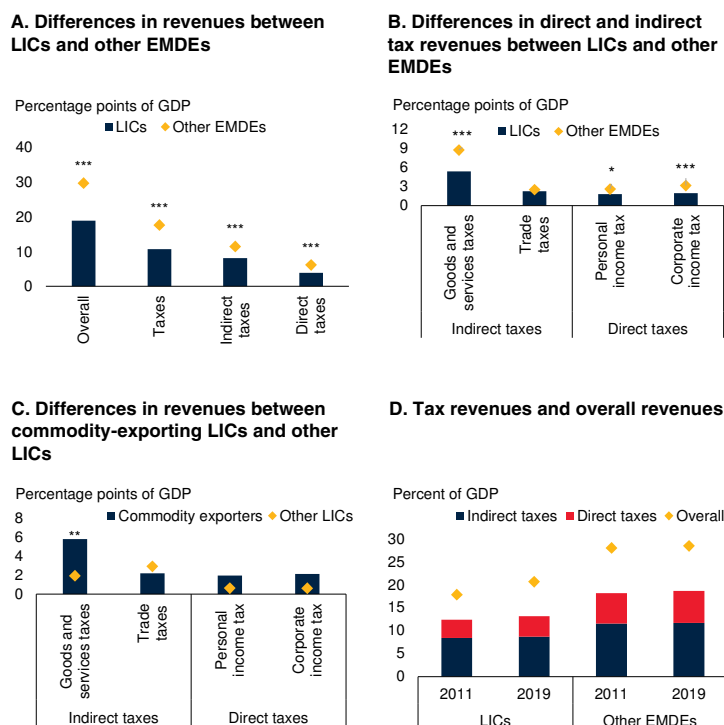 A. Differences in revenues between
LICs and other EMDEs
Percentage points of GDP
LICs Other EMDEs
40
30
20
10
0
***
***
***
***
Overall
Taxes
Indirect
taxes
Direct
taxes
B. Differences in direct and indirect
tax revenues between LICs and other
EMDEs
Percentage points of GDP
LICs Other EMDEs
12
9
6
3
0
***
*
***
Goods and
services taxes
Trade
taxes
Personal
income tax
Corporate
income tax
Indirect taxes
Direct taxes
C. Differences in revenues between
commodity-exporting LICs and other
LICs
Percentage points of GDP
Commodity exporters Other LICs
8
6
4
2
0
**
Goods and
services taxes
Trade
taxes
Personal
income tax
Corporate
income tax
Indirect taxes
Direct taxes
D. Tax revenues and overall revenues
Percent of GDP
Indirect taxes Direct taxes Overall
30
25
20
15
10
5
0
2011 2019 2011 2019
LICs Other EMDEs